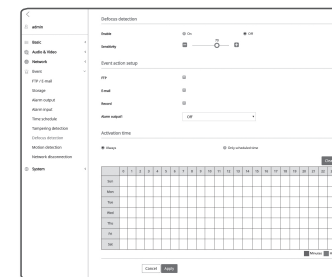 admin
Basic
Audio & Video
Network
Event
FTP / E-mail
Storage
Alarm output
Alarm input
Time schedule
Tampering detection
Defocus detection
Motion detection
Network disconnection
System
Defocus detection
Enable
On
Off
Sensitivity
70
Event action setup
FTP
E-mail
Record
Alarm output1
Off
Activation time
Always
Only scheduled time
0 1 2 3 4 5 6 7 8 9 10 11 12 13 14 15 16 17 18 19 20 21 22
Sun
Mon
Tue
Wed
Thu
Fri
Sat
Minutes
Cancel
Apply